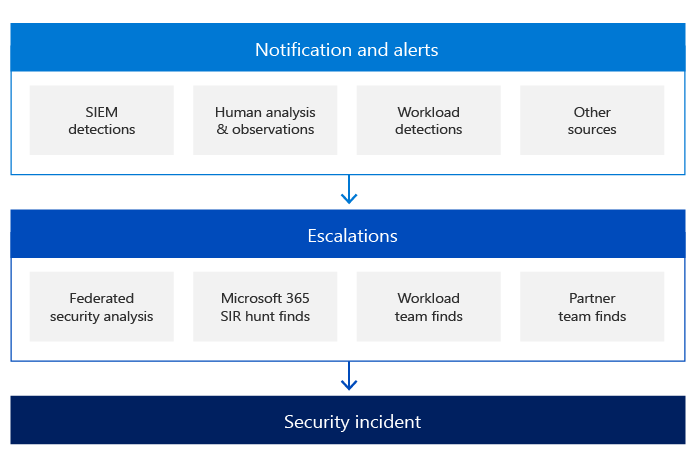 Notification and alerts
SIEM
detections
Human analysis
& observations
Workload
detections
Other
sources
Escalations
Federated
security analysis
Microsoft 365
SIR hunt finds
Workload
team finds
Partner
team finds
Security incident